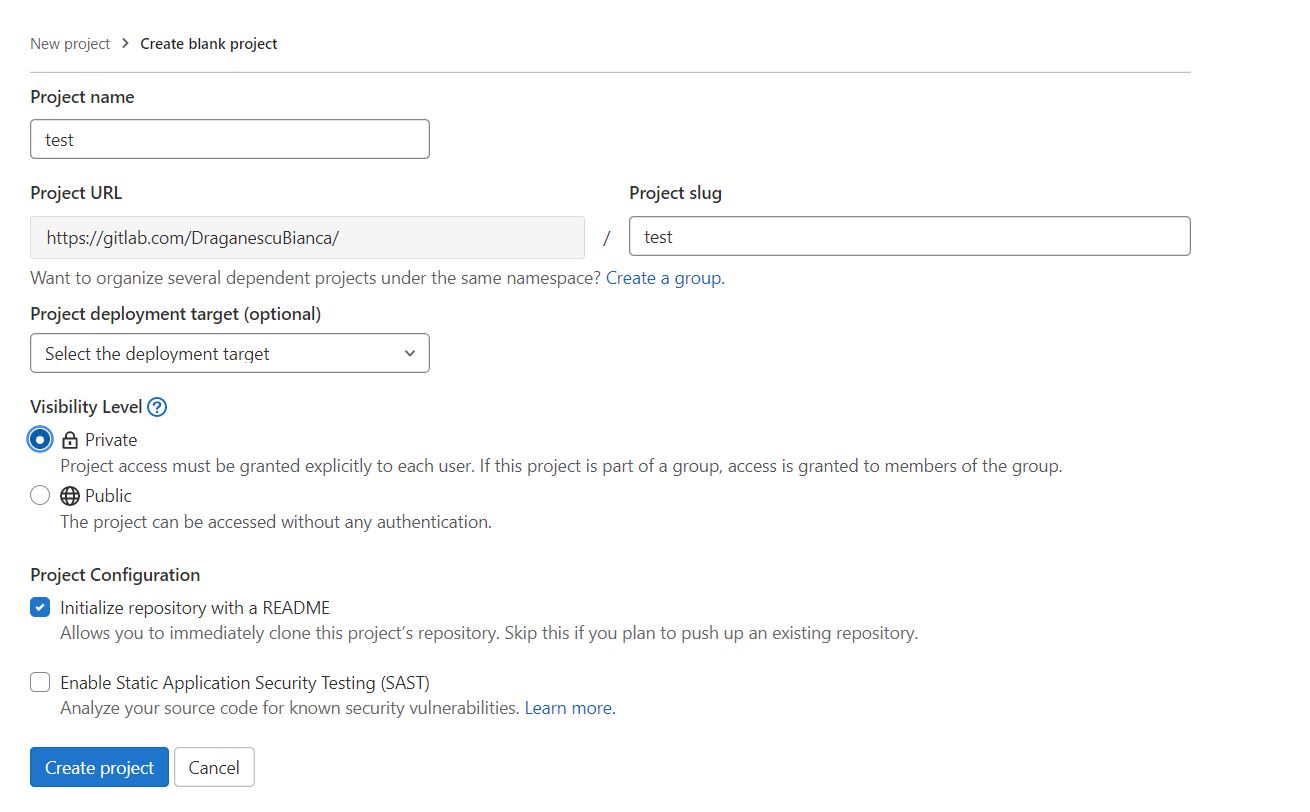 New project > Create blank project
Project name
test
Project URL
Project slug
https://gitlab.com/DraganescuBianca/
/
test
Want to organize several dependent projects under the same namespace? Create a group.
Project deployment target (optional)
Select the deployment target
Visibility Level ?
Private
Project access must be granted explicitly to each user. If this project is part of a group, access is granted to members of the group.
Public
The project can be accessed without any authentication.
Project Configuration
Initialize repository with a README
Allows you to immediately clone this project’s repository. Skip this if you plan to push up an existing repository.
Enable Static Application Security Testing (SAST)
Analyze your source code for known security vulnerabilities. Learn more.
Create project
Cancel